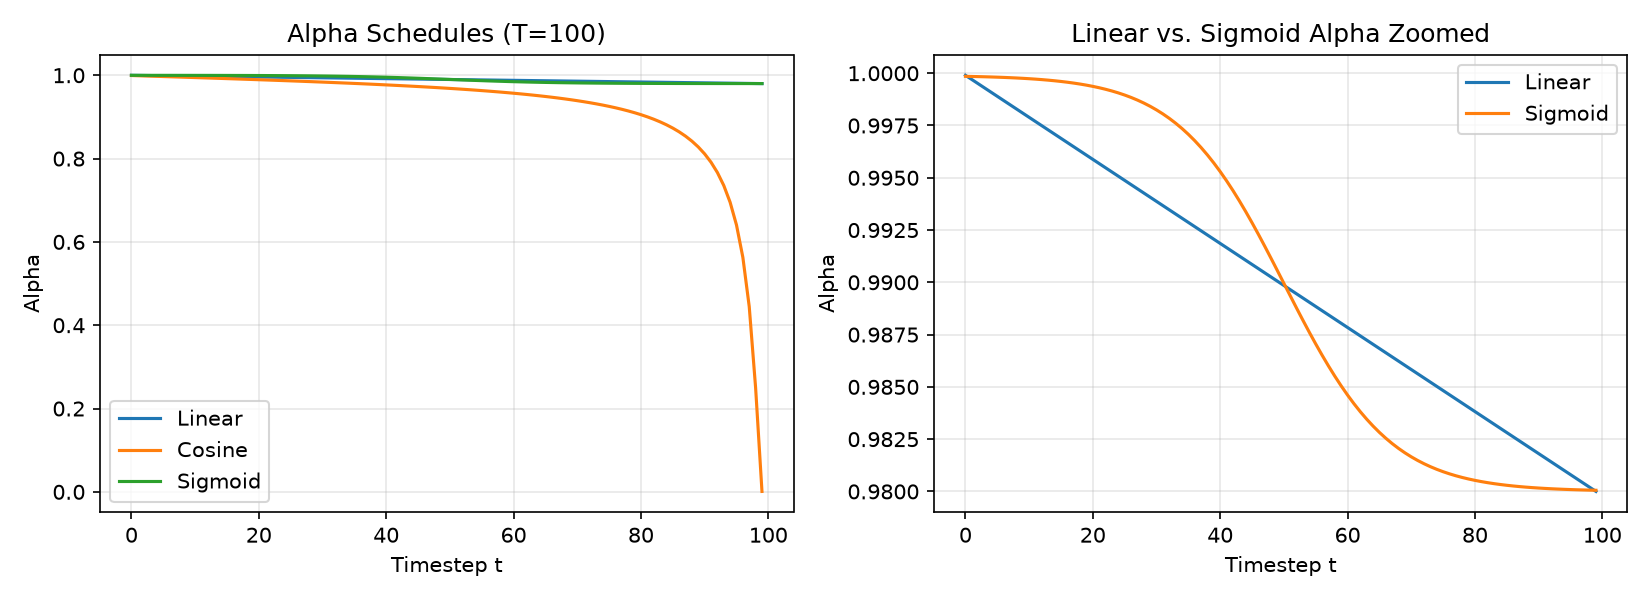 Alpha Schedules (T=100)
Alpha
1.0
0.8
0.6
0.4
0.2
0.0
Linear
Cosine
Sigmoid
0
20
40
60
80
100
Timestep t
Linear vs. Sigmoid Alpha Zoomed
Alpha
1.0000
0.9975
0.9950
0.9925
0.9900
0.9875
0.9850
0.9825
0.9800
Linear
Sigmoid
0
20
40
60
80
100
Timestep t